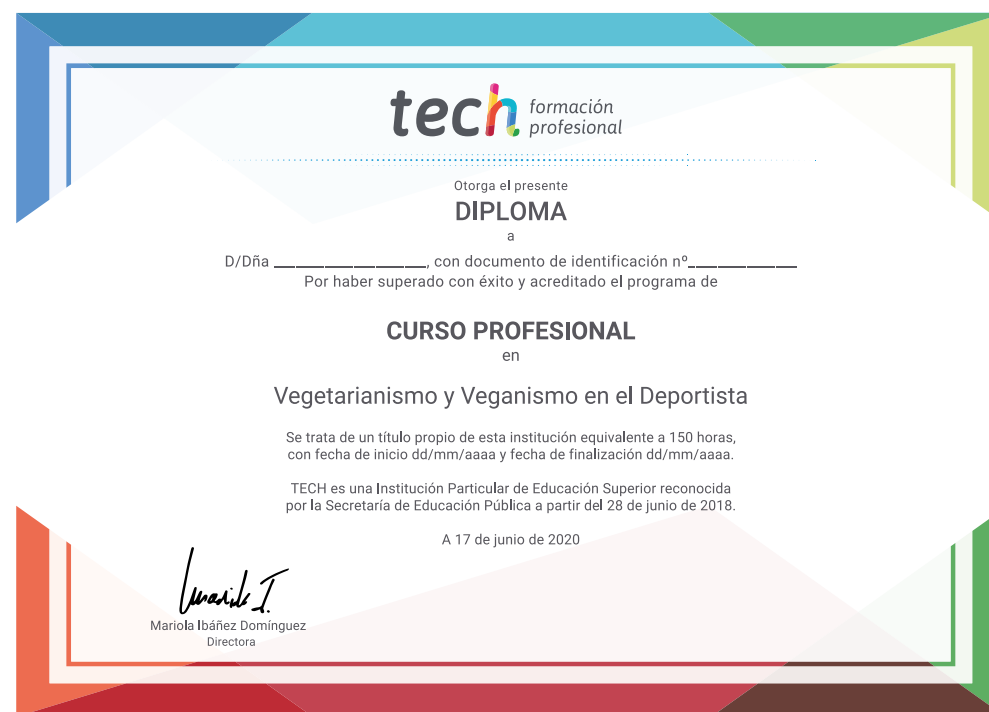 tech formación
profesional
Otorga el presente
DIPLOMA
a
D/Dña ______________, con documento de identificación nº__________
Por haber superado con éxito y acreditado el programa de
CURSO PROFESIONAL
en
Vegetarianismo y Veganismo en el Deportista
Se trata de un título propio de esta institución equivalente a 150 horas,
con fecha de inicio dd/mm/aaaa y fecha de finalización dd/mm/aaaa.
TECH es una Institución Particular de Educación Superior reconocida
por la Secretaría de Educación Pública a partir del 28 de junio de 2018.
A 17 de junio de 2020
Mariola Ibáñez Domínguez
Directora